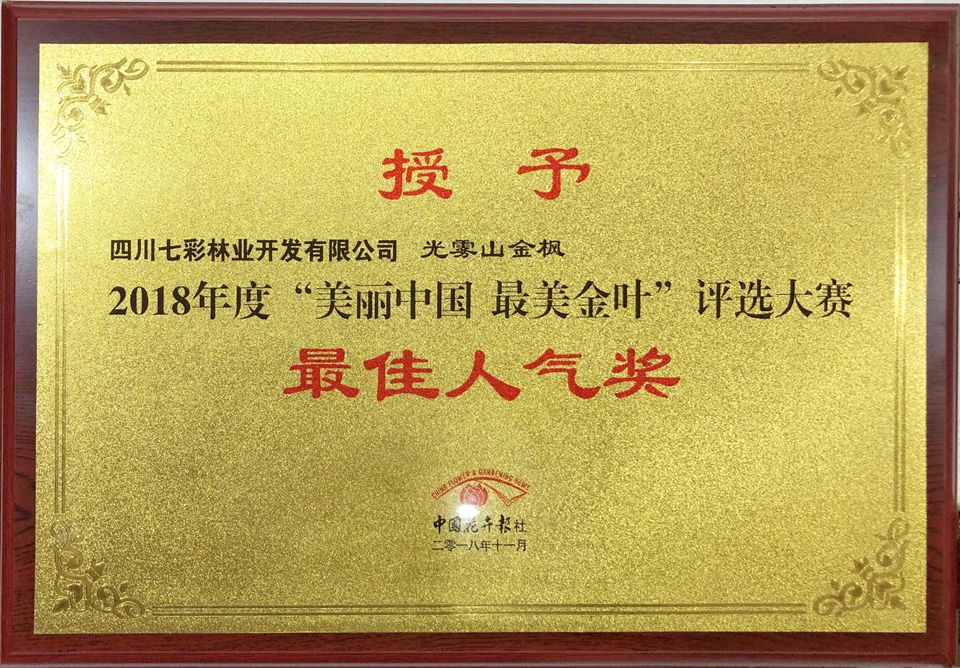 授 予
四川七彩林业开发有限公司 光雾山金枫
2018年度“美丽中国 最美金叶”评选大赛
最佳人气奖
CHINA FLOWER & GARDENING NEWS
中国花卉报社
二零一八年十一月